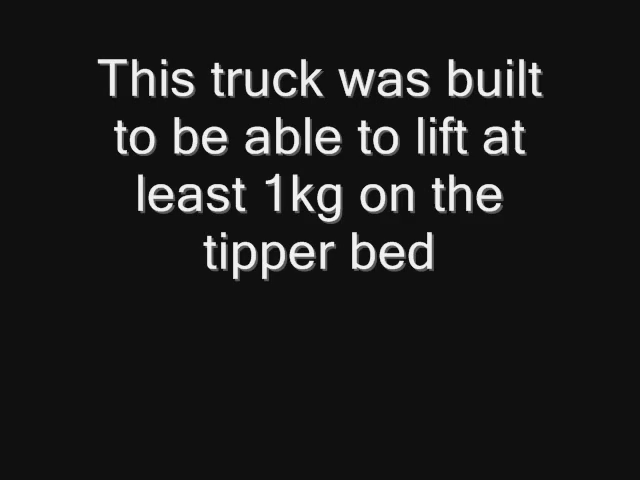 This truck was built
to be able to lift at
least 1kg on the
tipper bed